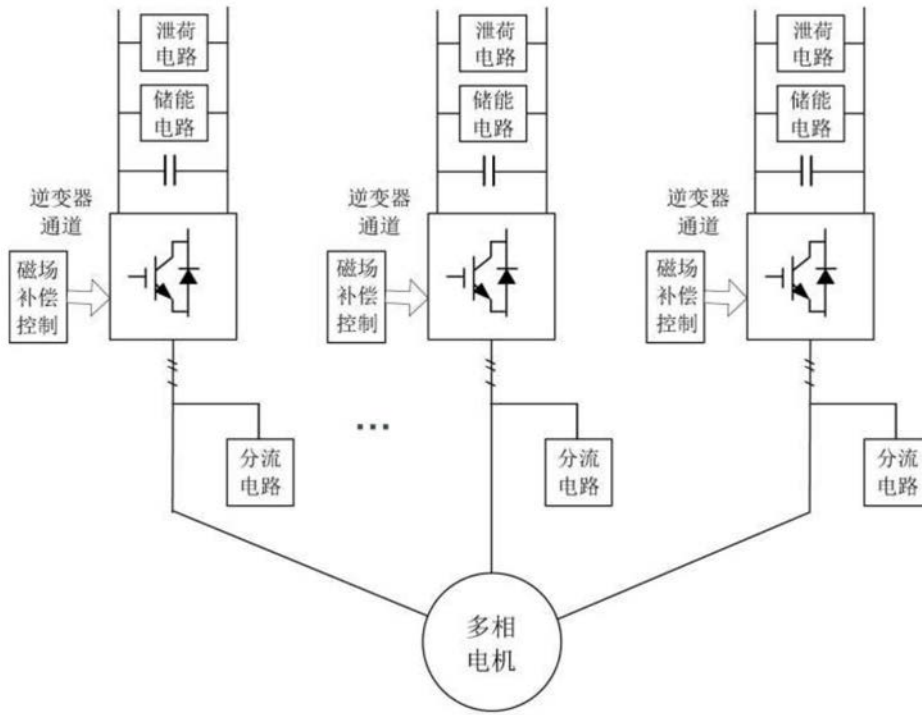 泄荷
电路
泄荷
电路
泄荷
电路
储能
电路
储能
电路
储能
电路
逆变器
通道
逆变器
通道
逆变器
通道
磁场
补偿
控制
磁场
补偿
控制
磁场
补偿
控制
...
分流
电路
分流
电路
分流
电路
多相
电机